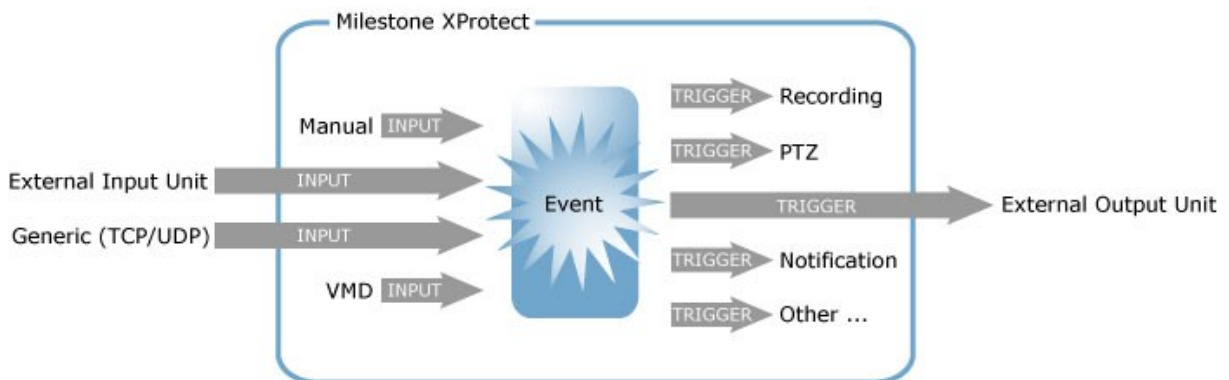 Milestone XProtect
Manual INPUT
External Input Unit INPUT
Generic (TCP/UDP) INPUT
VMD INPUT
Event
TRIGGER Recording
TRIGGER PTZ
TRIGGER External Output Unit
TRIGGER Notification
TRIGGER Other ...